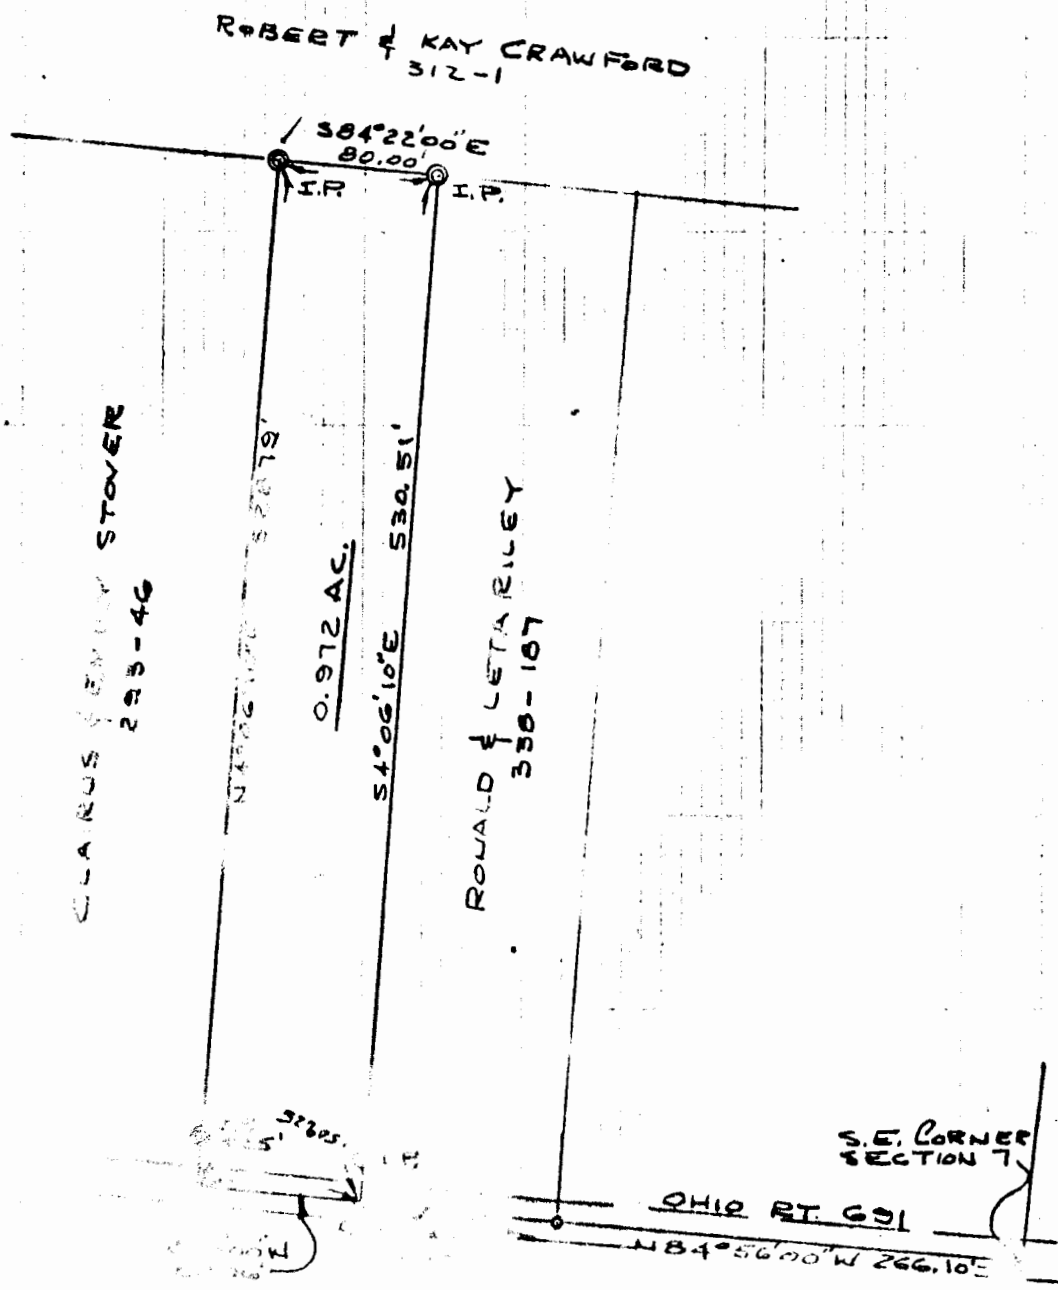 ROBERT & KAY CRAWFORD
312-1
S84°22'00"E
80.00'
I.P.
I.P.
STOVER
293-46
0.972 AC.
S4°06'10"E 530.51'
RONALD & LETA RILEY
338-187
S.E. CORNER
SECTION 7
OHIO RT. 691
N84°56'00"W 266.10'